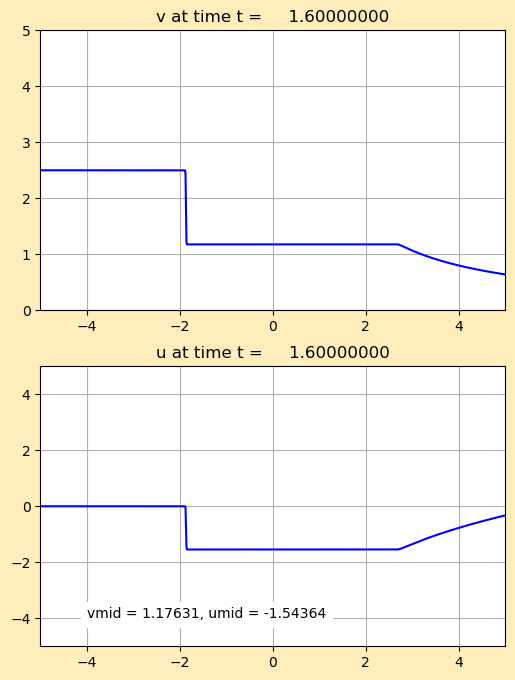 v at time t =     1.60000000
5
4
3
2
1
0
−4 −2 0 2 4
u at time t =     1.60000000
4
2
0
−2
−4
vmid = 1.17631, umid = -1.54364
−4 −2 0 2 4